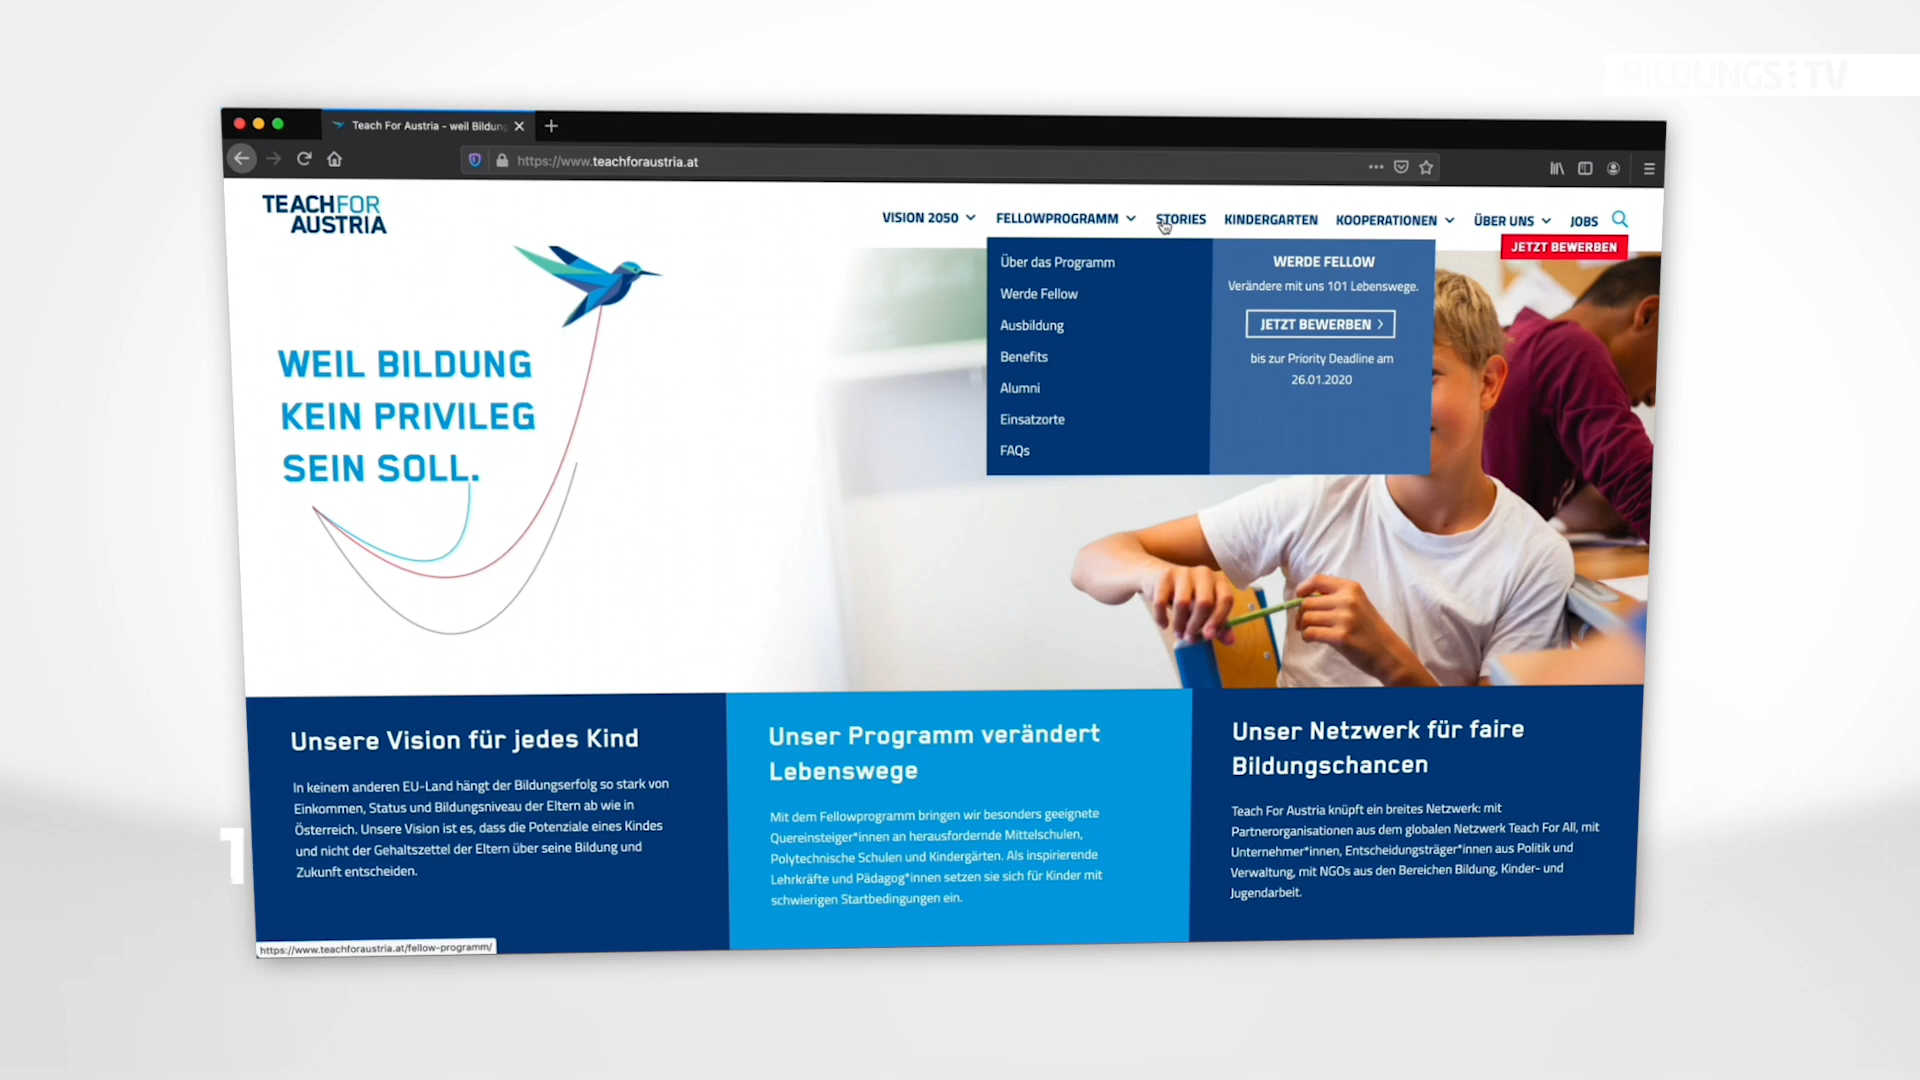 BILDUNGS TV
Teach For Austria - weil Bildung
https://www.teachforaustria.at
TEACHFOR
AUSTRIA
VISION 2050
FELLOWPROGRAMM
STORIES
KINDERGARTEN
KOOPERATIONEN
ÜBER UNS
JOBS
JETZT BEWERBEN
Über das Programm
Werde Fellow
Ausbildung
Benefits
Alumni
Einsatzorte
FAQs
WERDE FELLOW
Verändere mit uns 101 Lebenswege.
JETZT BEWERBEN
bis zur Priority Deadline am
26.01.2020
WEIL BILDUNG
KEIN PRIVILEG
SEIN SOLL.
Unsere Vision für jedes Kind
In keinem anderen EU-Land hängt der Bildungserfolg so stark von
Einkommen, Status und Bildungsniveau der Eltern ab wie in
Österreich. Unsere Vision ist es, dass die Potenziale eines Kindes
und nicht der Gehaltszettel der Eltern über seine Bildung und
Zukunft entscheiden.
Unser Programm verändert
Lebenswege
Mit dem Fellowprogramm bringen wir besonders geeignete
Quereinsteiger*innen an herausfordernde Mittelschulen,
Polytechnische Schulen und Kindergärten. Als inspirierende
Lehrkräfte und Pädagog*innen setzen sie sich für Kinder mit
schwierigen Startbedingungen ein.
Unser Netzwerk für faire
Bildungschancen
Teach For Austria knüpft ein breites Netzwerk: mit
Partnerorganisationen aus dem globalen Netzwerk Teach For All, mit
Unternehmer*innen, Entscheidungsträger*innen aus Politik und
Verwaltung, mit NGOs aus den Bereichen Bildung, Kinder- und
Jugendarbeit.
https://www.teachforaustria.at/fellow-programm/